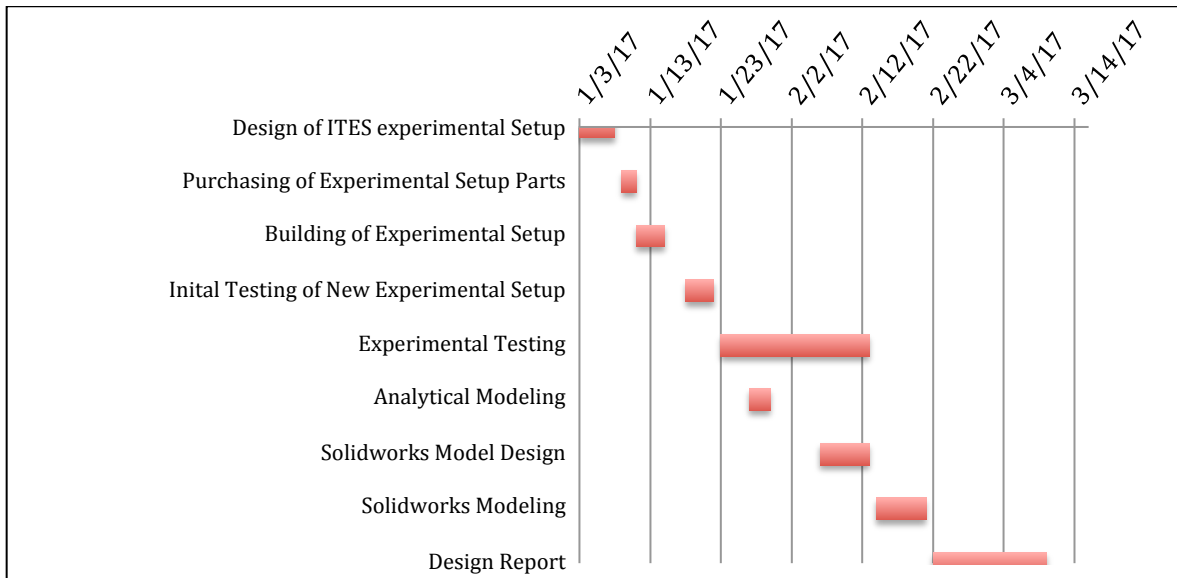 1/3/17
1/13/17
1/23/17
2/2/17
2/12/17
2/22/17
3/4/17
3/14/17
Design of ITES experimental Setup
Purchasing of Experimental Setup Parts
Building of Experimental Setup
Inital Testing of New Experimental Setup
Experimental Testing
Analytical Modeling
Solidworks Model Design
Solidworks Modeling
Design Report